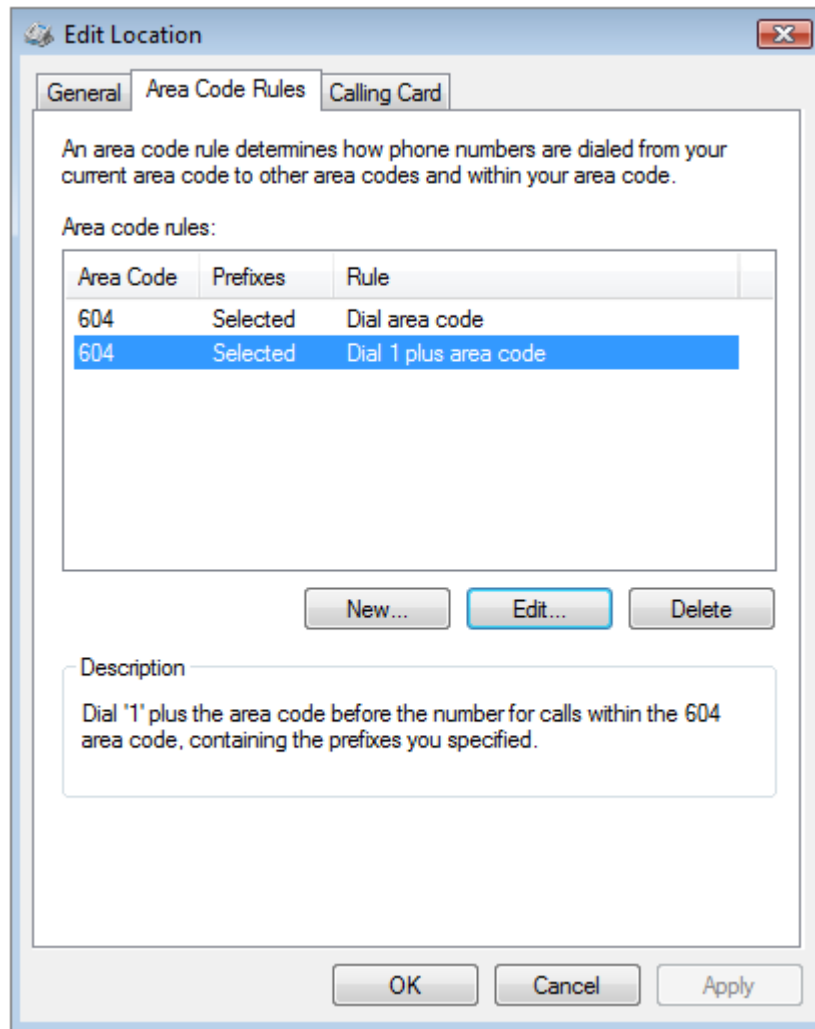 Edit Location
General Area Code Rules Calling Card
An area code rule determines how phone numbers are dialed from your
current area code to other area codes and within your area code.
Area code rules:
Area Code Prefixes Rule
604 Selected Dial area code
604 Selected Dial 1 plus area code
New... Edit... Delete
Description
Dial '1' plus the area code before the number for calls within the 604
area code, containing the prefixes you specified.
OK Cancel Apply